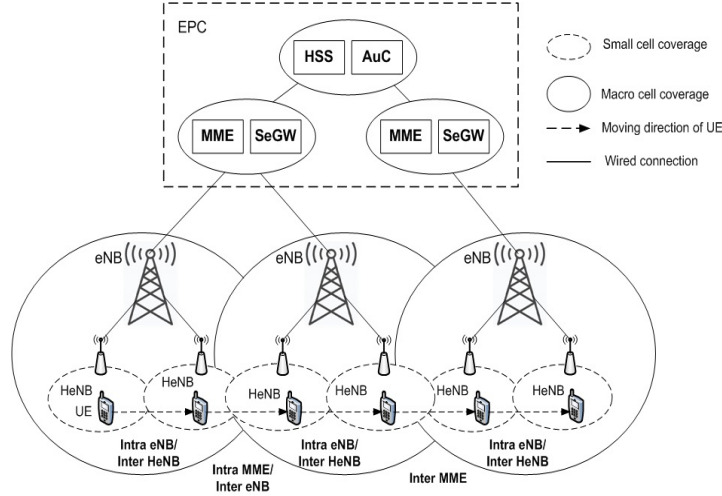 EPC
HSS
AuC
MME
SeGW
MME
SeGW
Small cell coverage
Macro cell coverage
Moving direction of UE
Wired connection
eNB
eNB
eNB
HeNB
HeNB
HeNB
HeNB
HeNB
HeNB
UE
Intra eNB/
Inter HeNB
Intra MME/
Inter eNB
Intra eNB/
Inter HeNB
Inter MME
Intra eNB/
Inter HeNB